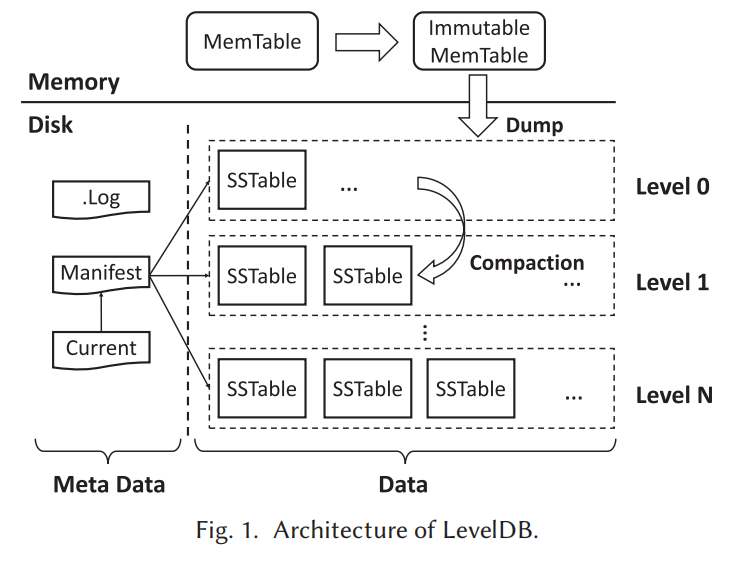 MemTable
Immutable
MemTable
Memory
Disk
Dump
.Log
SSTable
...
Level 0
Manifest
SSTable
SSTable
Compaction
...
Level 1
...
Current
SSTable
SSTable
SSTable
...
Level N
Meta Data
Data
Fig. 1. Architecture of LevelDB.